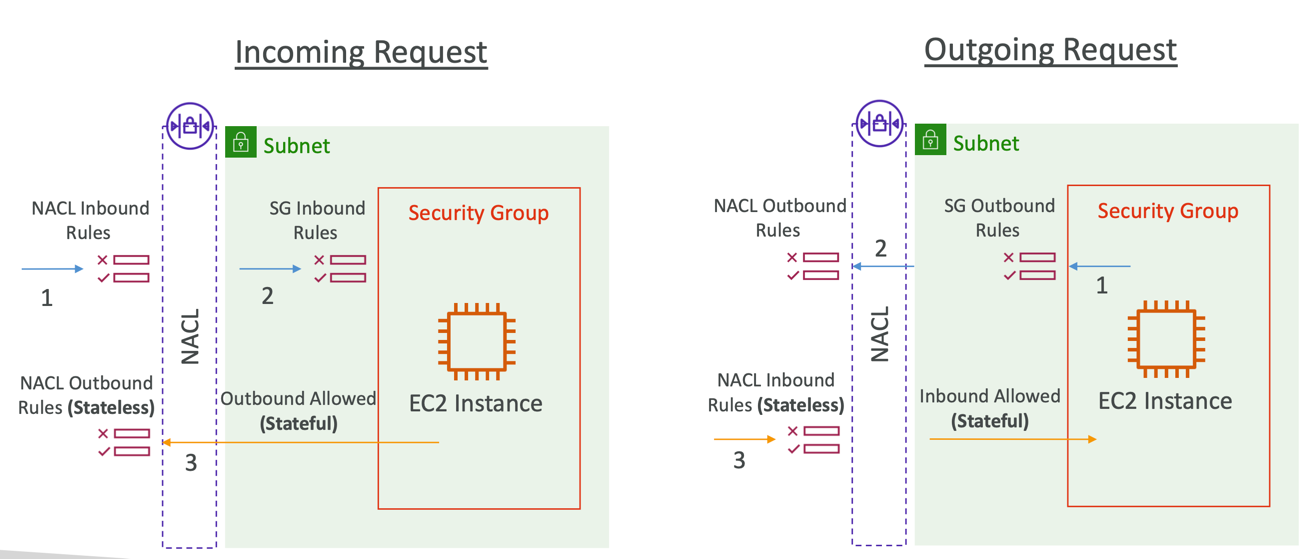 Incoming Request
Subnet
NACL Inbound
Rules
1
SG Inbound
Rules
2
Security Group
NACL
EC2 Instance
NACL Outbound
Rules (Stateless)
Outbound Allowed
(Stateful)
3
Outgoing Request
Subnet
NACL Outbound
Rules
2
SG Outbound
Rules
1
Security Group
NACL
EC2 Instance
NACL Inbound
Rules (Stateless)
3
Inbound Allowed
(Stateful)